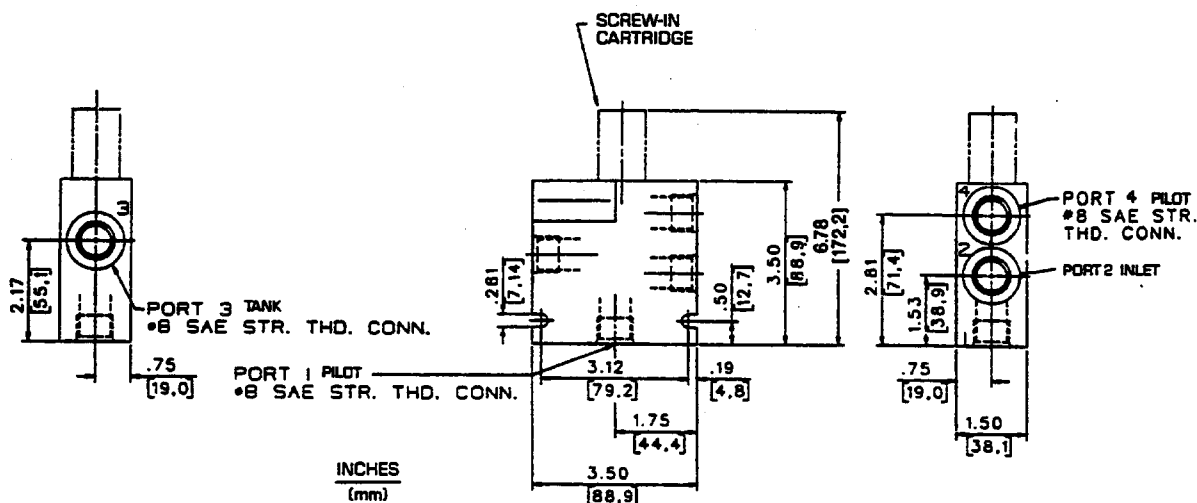 SCREW-IN
CARTRIDGE
3
2.17
[55,1]
PORT 3 TANK
#8 SAE STR. THD. CONN.
.75
[19,0]
.281
[7,14]
PORT 1 PILOT
#8 SAE STR. THD. CONN.
3.12
[79,2]
.19
[4,8]
1.75
[44,4]
3.50
[88,9]
.50
[12,7]
3.50
[88,9]
6.78
[172,2]
INCHES
(mm)
4
PORT 4 PILOT
#8 SAE STR.
THD. CONN.
2
PORT 2 INLET
2.81
[71,4]
1.53
[38,9]
1
.75
[19,0]
1.50
[38,1]